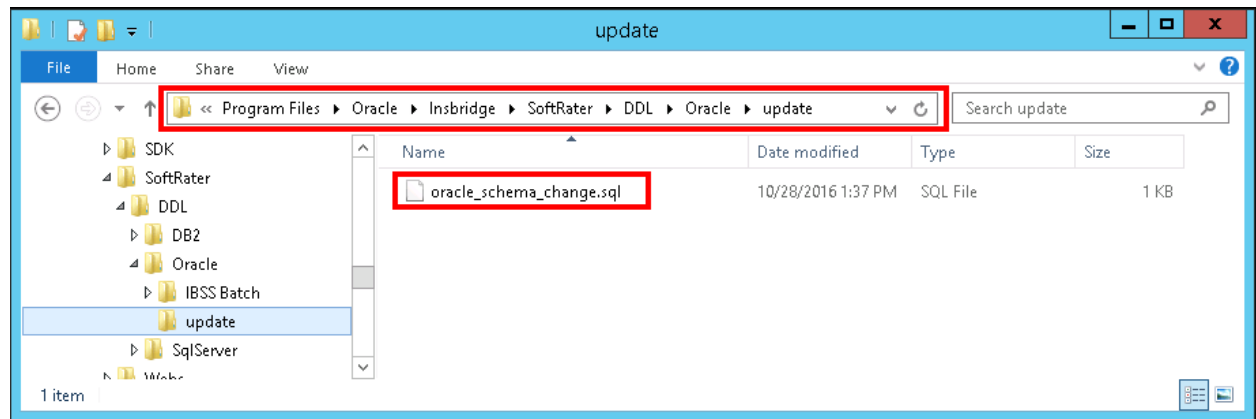 update
File Home Share View
« Program Files Oracle Insbridge SoftRater DDL Oracle update Search update
SDK
SoftRater
DDL
DB2
Oracle
IBSS Batch
update
SqlServer
Name Date modified Type Size
oracle_schema_change.sql 10/28/2016 1:37 PM SQL File 1 KB
1 item